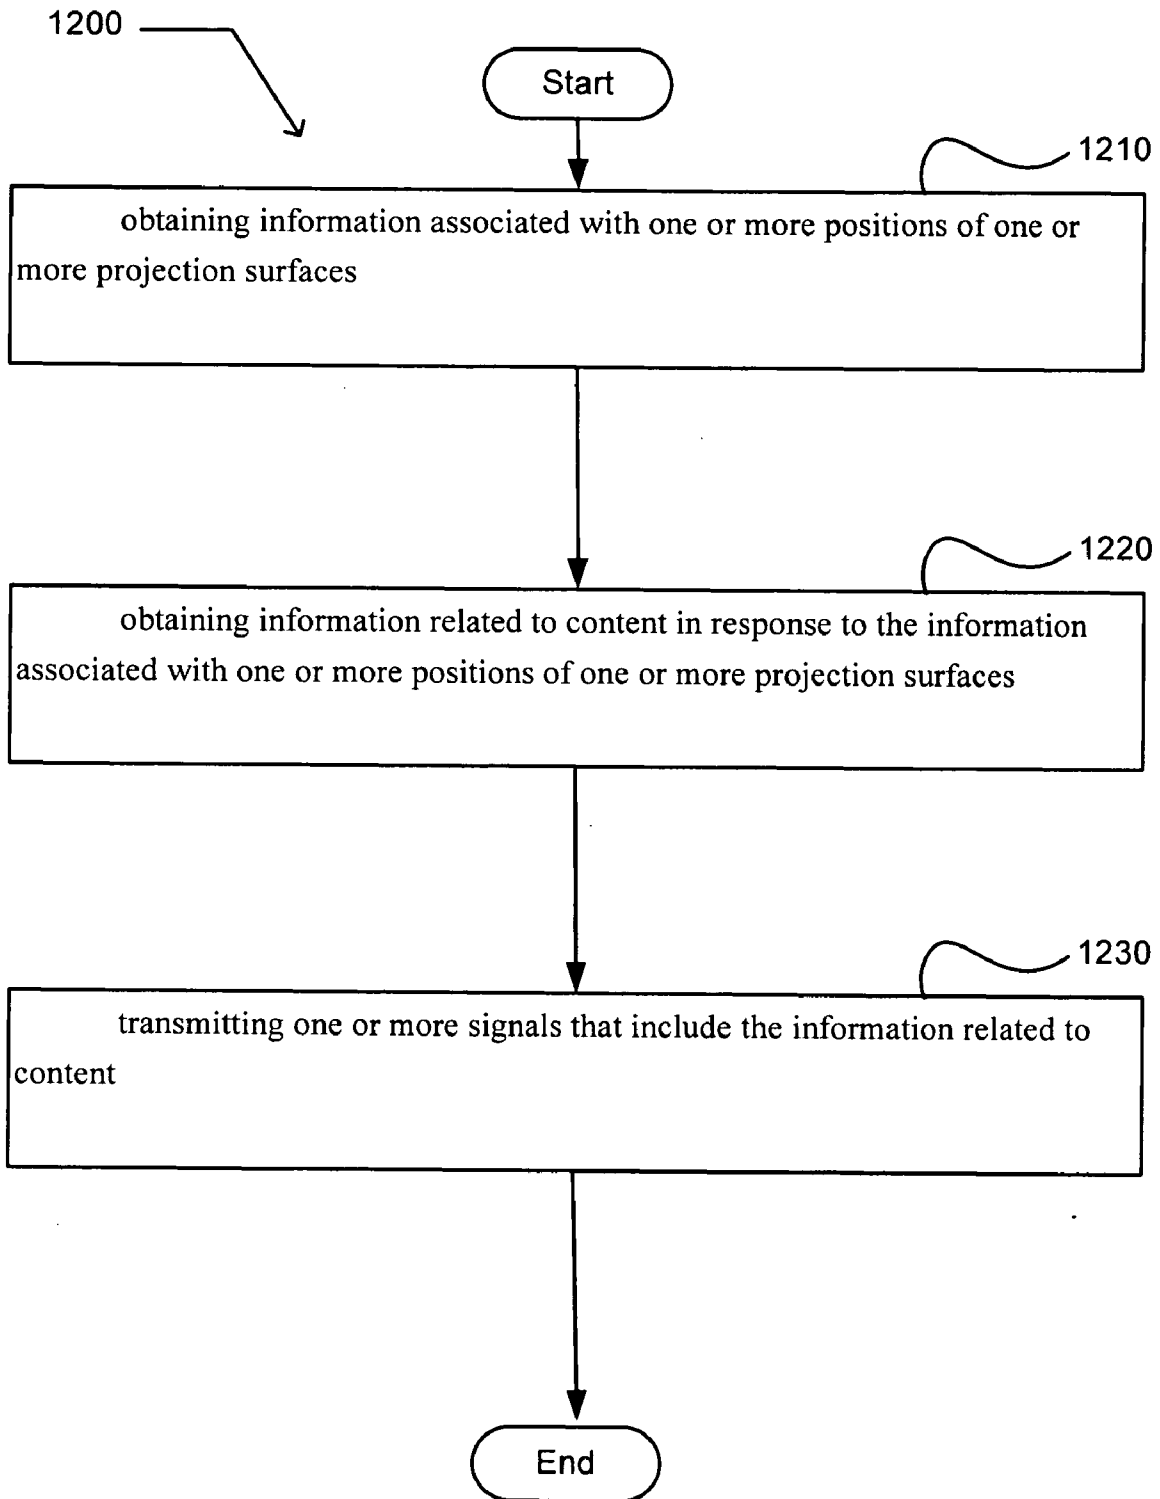 1200
Start
1210
obtaining information associated with one or more positions of one or
more projection surfaces
1220
obtaining information related to content in response to the information
associated with one or more positions of one or more projection surfaces
1230
transmitting one or more signals that include the information related to
content
End